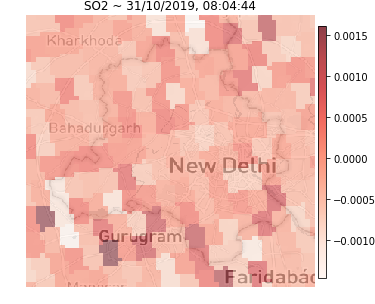 SO2 ~ 31/10/2019, 08:04:44
Kharkhoda
Bahadurgarh
New Delhi
Gurugram
Faridabad
0.0015
0.0010
0.0005
0.0000
−0.0005
−0.0010